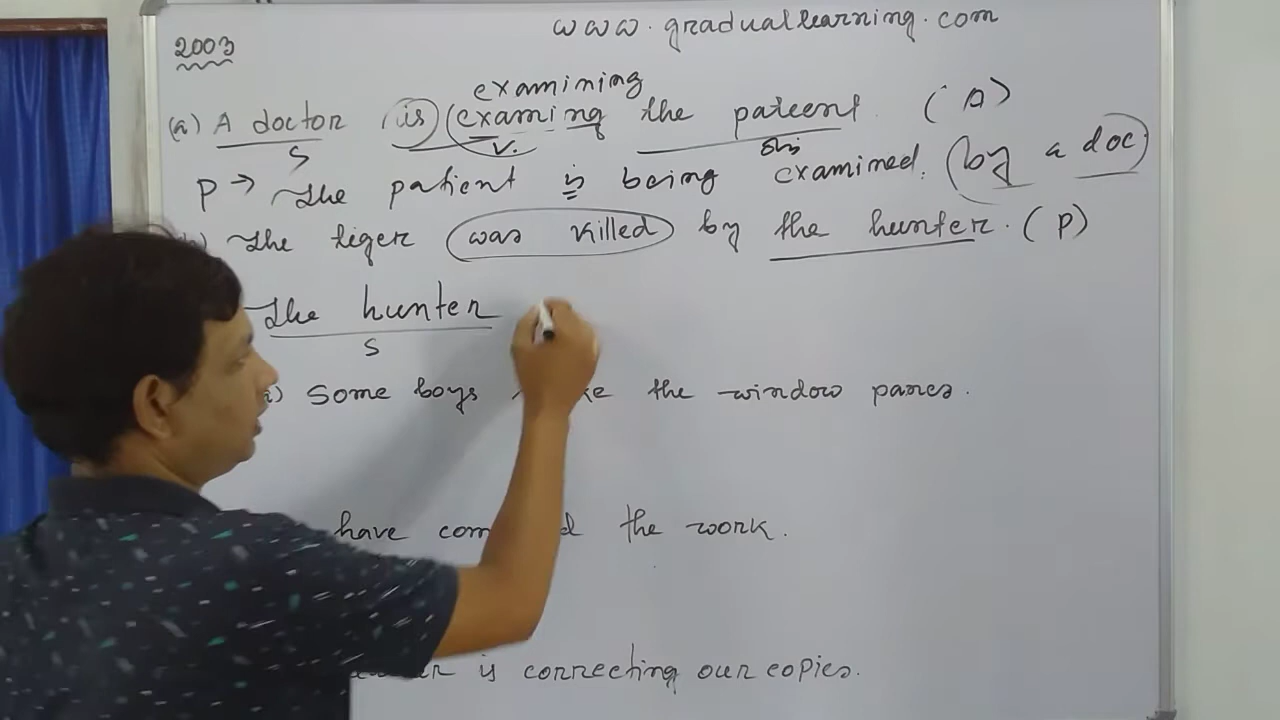 www.graduallearning.com
2003
examining
(a) A doctor (is) (examing the pateent. (A)
S V. Obj
P → The patient is being examined. (by a doc)
The tiger (was killed) by the hunter. (P)
The hunter
S
Some boys the window panes.
have the work.
is correcting our copies.